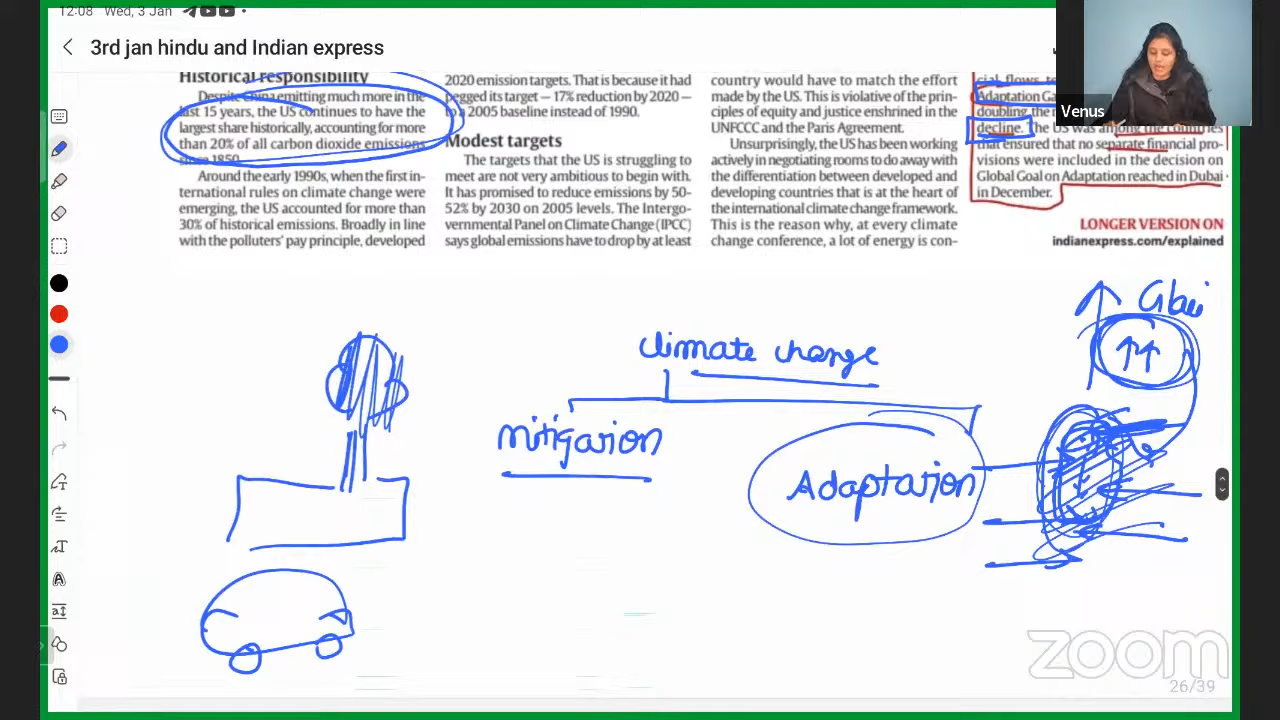 12:08 Wed, 3 Jan
3rd jan hindu and Indian express
Venus
Historical responsibility
Despite China emitting much more in the
last 15 years, the US continues to have the
largest share historically, accounting for more
than 20% of all carbon dioxide emissions
since 1850.
Around the early 1990s, when the first in-
ternational rules on climate change were
emerging, the US accounted for more than
30% of historical emissions. Broadly in line
with the polluters' pay principle, developed
2020 emission targets. That is because it had
pegged its target — 17% reduction by 2020 —
to a 2005 baseline instead of 1990.
Modest targets
The targets that the US is struggling to
meet are not very ambitious to begin with.
It has promised to reduce emissions by 50-
52% by 2030 on 2005 levels. The Intergo-
vernmental Panel on Climate Change (IPCC)
says global emissions have to drop by at least
country would have to match the effort
made by the US. This is violative of the prin-
ciples of equity and justice enshrined in the
UNFCCC and the Paris Agreement.
Unsurprisingly, the US has been working
actively in negotiating rooms to do away with
the differentiation between developed and
developing countries that is at the heart of
the international climate change framework.
This is the reason why, at every climate
change conference, a lot of energy is con-
Adaptation
doubling, the
decline. The US was among the countries
that ensured that no separate financial pro-
visions were included in the decision on
Global Goal on Adaptation reached in Dubai
in December.
LONGER VERSION ON
indianexpress.com/explained
climate change
mitigation
Adaptation
zoom
26/39